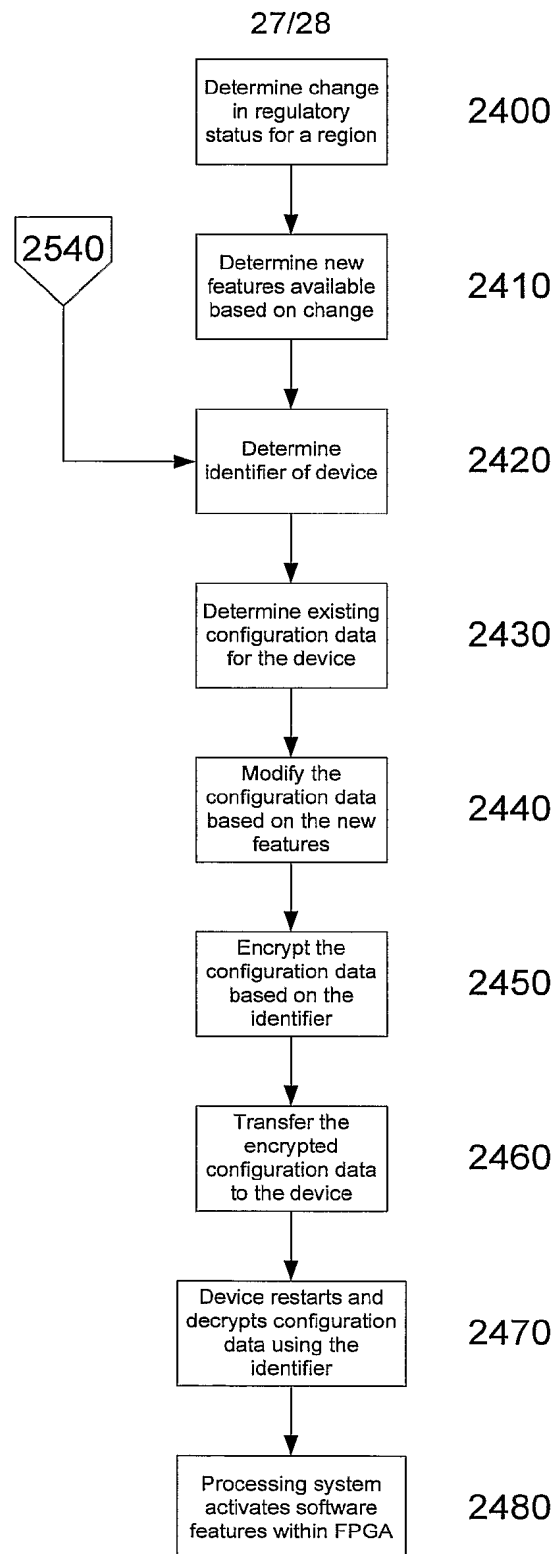 27/28
Determine change
in regulatory
status for a region
2400
2540
Determine new
features available
based on change
2410
Determine
identifier of device
2420
Determine existing
configuration data
for the device
2430
Modify the
configuration data
based on the new
features
2440
Encrypt the
configuration data
based on the
identifier
2450
Transfer the
encrypted
configuration data
to the device
2460
Device restarts and
decrypts configuration
data using the
identifier
2470
Processing system
activates software
features within FPGA
2480